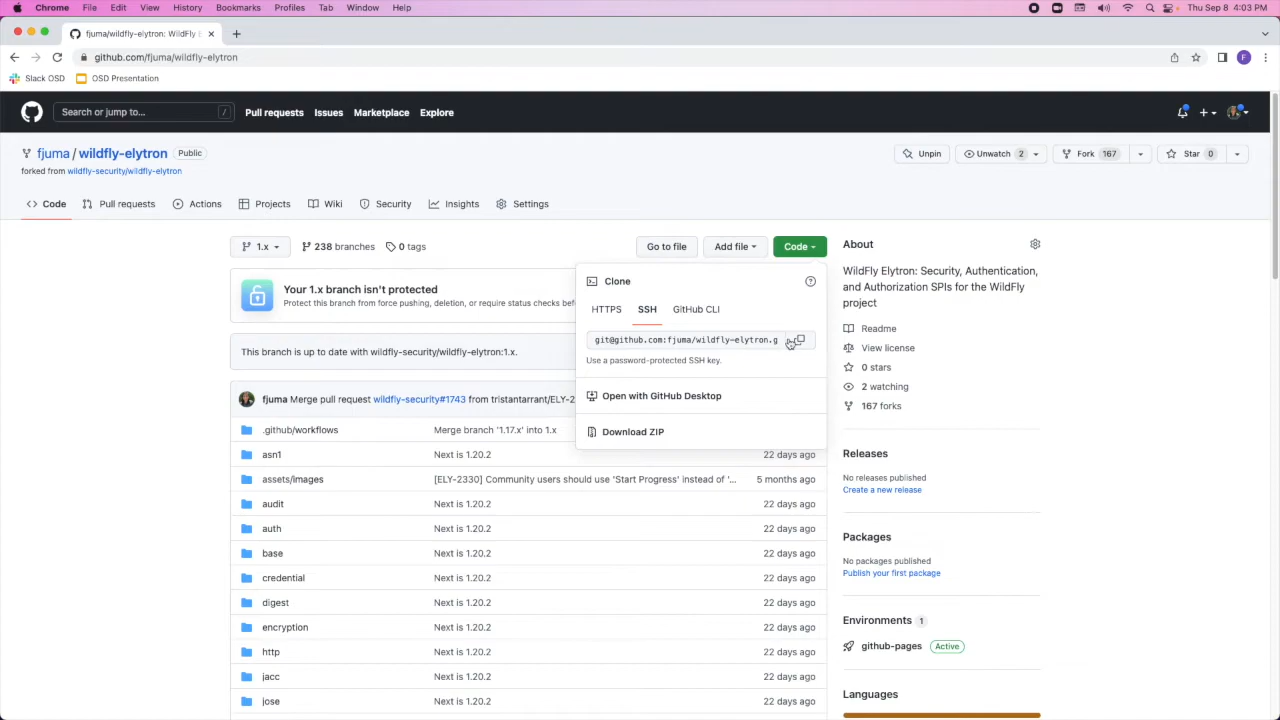 Chrome File Edit View History Bookmarks Profiles Tab Window Help Thu Sep 8 4:03 PM
fjuma/wildfly-elytron: WildFly E
github.com/fjuma/wildfly-elytron F
Slack OSD OSD Presentation
Search or jump to... / Pull requests Issues Marketplace Explore
fjuma / wildfly-elytron Public Unpin Unwatch 2 Fork 167 Star 0
forked from wildfly-security/wildfly-elytron
Code Pull requests Actions Projects Wiki Security Insights Settings
1.x 238 branches 0 tags Go to file Add file Code
Your 1.x branch isn't protected
Protect this branch from force pushing, deletion, or require status checks
This branch is up to date with wildfly-security/wildfly-elytron:1.x.
fjuma Merge pull request wildfly-security#1743 from tristantarrant/ELY-2
Clone
HTTPS SSH GitHub CLI
git@github.com:fjuma/wildfly-elytron.g
Use a password-protected SSH key.
Open with GitHub Desktop
Download ZIP
.github/workflows Merge branch '1.17.x' into 1.x
asn1 Next is 1.20.2 22 days ago
assets/images [ELY-2330] Community users should use 'Start Progress' instead of '... 5 months ago
audit Next is 1.20.2 22 days ago
auth Next is 1.20.2 22 days ago
base Next is 1.20.2 22 days ago
credential Next is 1.20.2 22 days ago
digest Next is 1.20.2 22 days ago
encryption Next is 1.20.2 22 days ago
http Next is 1.20.2 22 days ago
jacc Next is 1.20.2 22 days ago
jose Next is 1.20.2 22 days ago
About
WildFly Elytron: Security, Authentication,
and Authorization SPIs for the WildFly
project
Readme
View license
0 stars
2 watching
167 forks
Releases
No releases published
Create a new release
Packages
No packages published
Publish your first package
Environments 1
github-pages Active
Languages